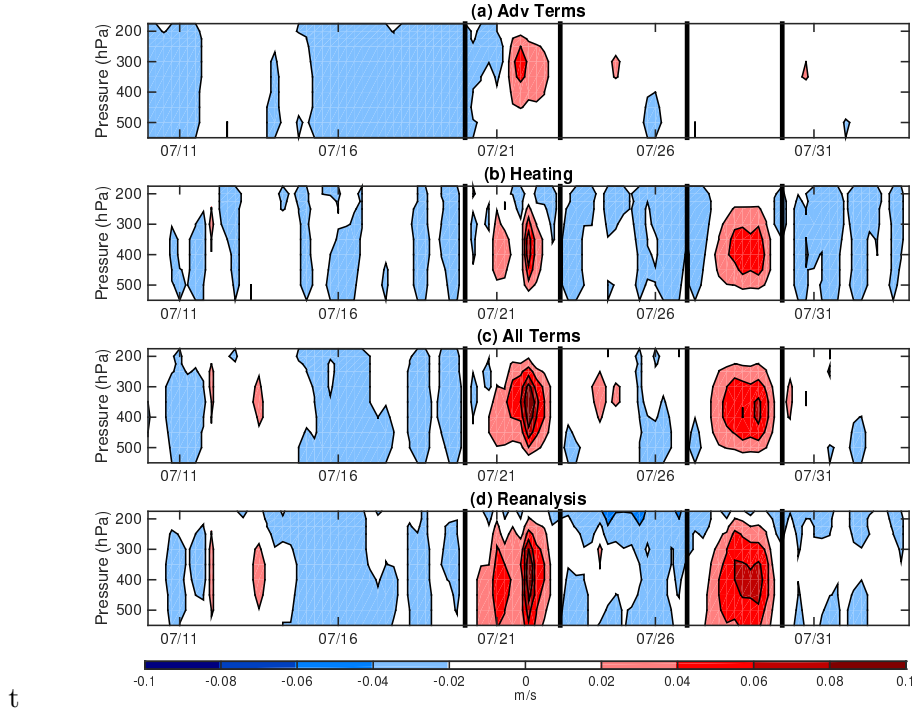 (a) Adv Terms
Pressure (hPa)
200
300
400
500
07/11 07/16 07/21 07/26 07/31
(b) Heating
Pressure (hPa)
200
300
400
500
07/11 07/16 07/21 07/26 07/31
(c) All Terms
Pressure (hPa)
200
300
400
500
07/11 07/16 07/21 07/26 07/31
(d) Reanalysis
Pressure (hPa)
200
300
400
500
07/11 07/16 07/21 07/26 07/31
-0.1 -0.08 -0.06 -0.04 -0.02 0 0.02 0.04 0.06 0.08 0.1
m/s
t